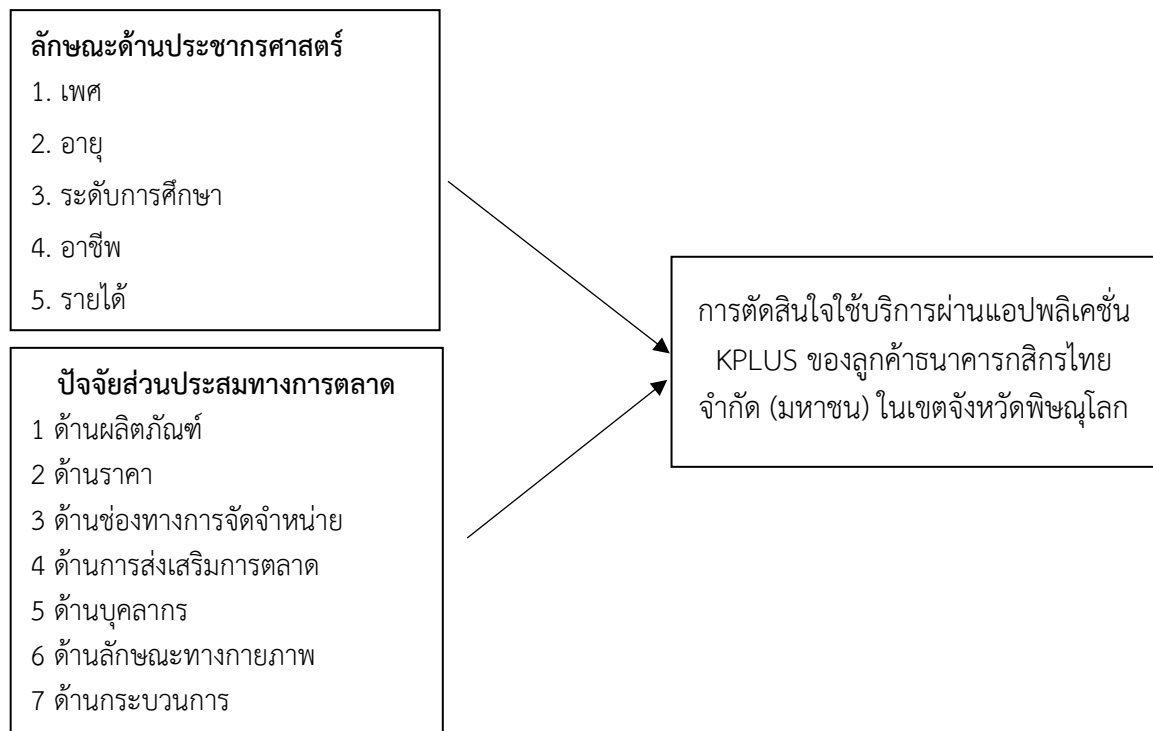 ลักษณะด้านประชากรศาสตร์
1. เพศ
2. อายุ
3. ระดับการศึกษา
4. อาชีพ
5. รายได้
ปัจจัยส่วนประสมทางการตลาด
1 ด้านผลิตภัณฑ์
2 ด้านราคา
3 ด้านช่องทางการจัดจำหน่าย
4 ด้านการส่งเสริมการตลาด
5 ด้านบุคลากร
6 ด้านลักษณะทางกายภาพ
7 ด้านกระบวนการ
การตัดสินใจใช้บริการผ่านแอปพลิเคชั่น
KPLUS ของลูกค้าธนาคารกสิกรไทย
จำกัด (มหาชน) ในเขตจังหวัดพิษณุโลก